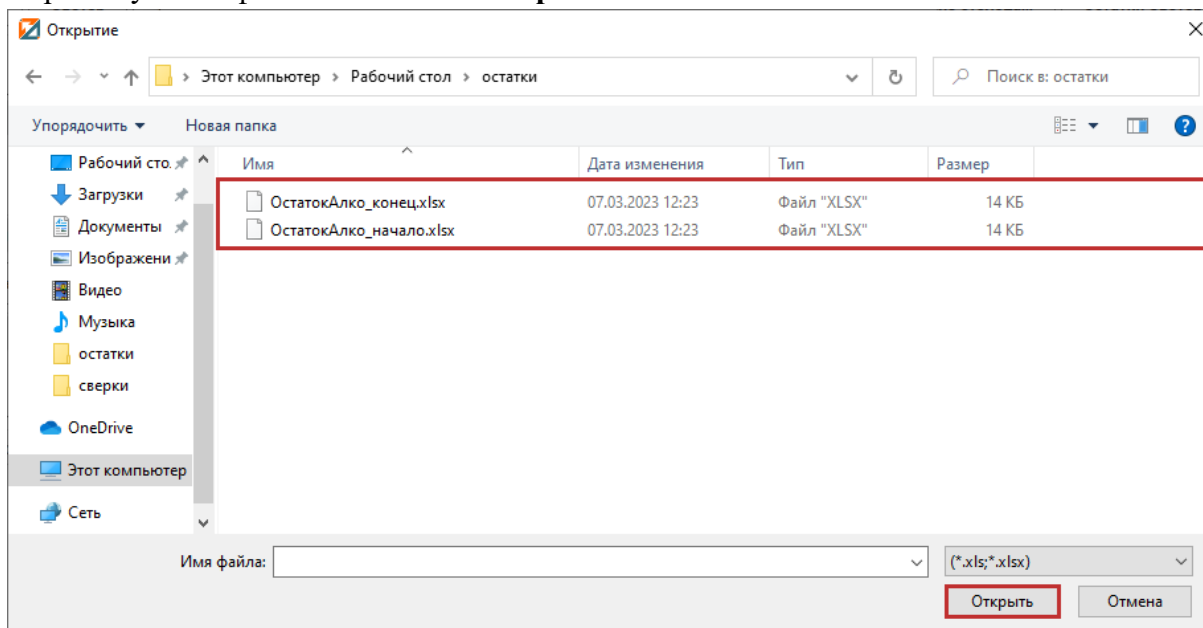 Открытие
Этот компьютер > Рабочий стол > остатки
Поиск в: остатки
Упорядочить
Новая папка
Имя
Дата изменения
Тип
Размер
Рабочий сто.
Загрузки
Документы
Изображени
Видео
Музыка
остатки
сверки
OneDrive
Этот компьютер
Сеть
ОстатокАлко_конец.xlsx 07.03.2023 12:23 Файл "XLSX" 14 КБ
ОстатокАлко_начало.xlsx 07.03.2023 12:23 Файл "XLSX" 14 КБ
Имя файла:
(*.xls;*.xlsx)
Открыть
Отмена